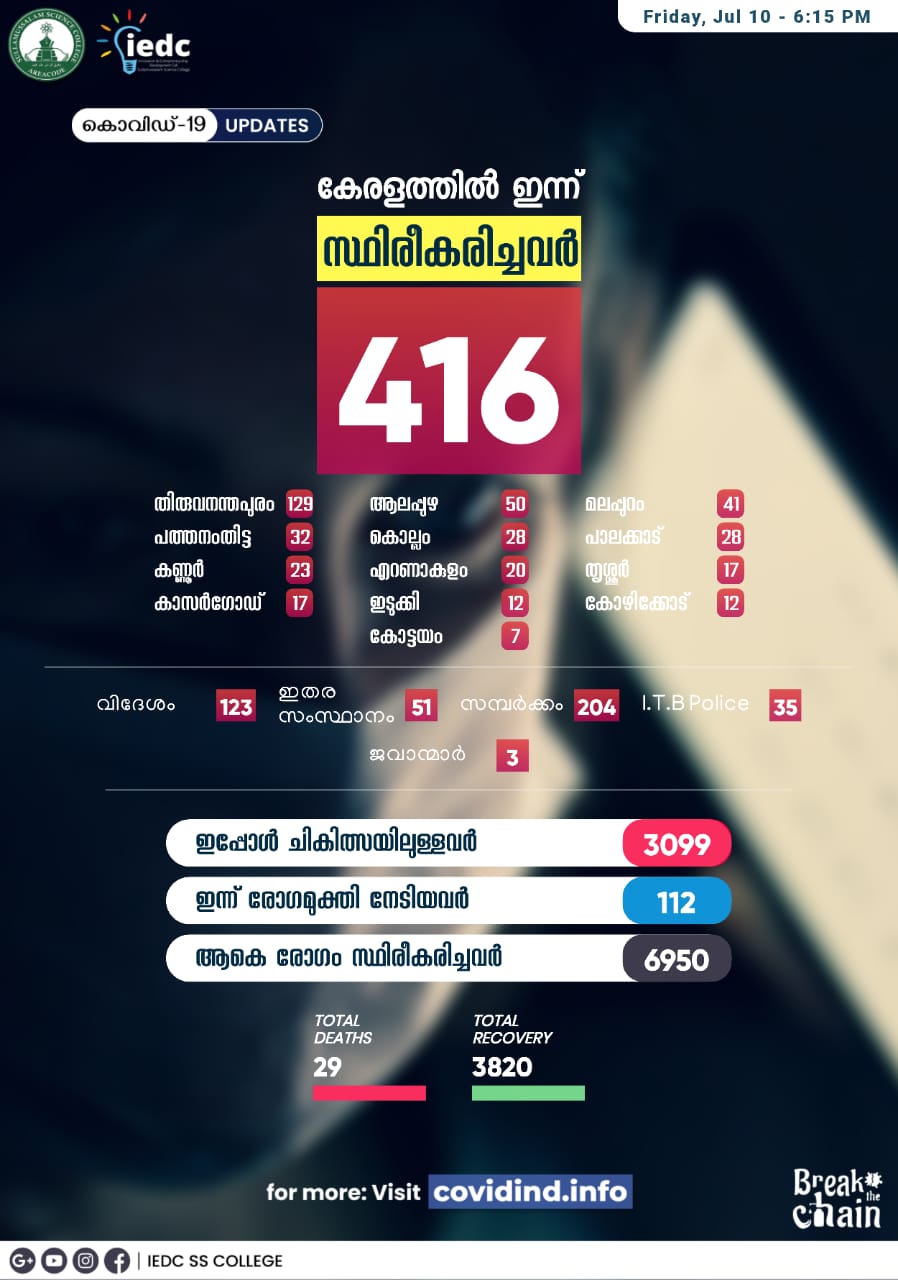 Friday, Jul 10 - 6:15 PM
SULLAMUSSALAM SCIENCE COLLEGE
AREACODE
iedc
കൊവിഡ്-19 UPDATES
കേരളത്തിൽ ഇന്ന്
സ്ഥിരീകരിച്ചവർ
416
തിരുവനന്തപുരം 129 ആലപ്പുഴ 50 മലപ്പുറം 41
പത്തനംതിട്ട 32 കൊല്ലം 28 പാലക്കാട് 28
കണ്ണൂർ 23 എറണാകുളം 20 തൃശ്ശൂർ 17
കാസർഗോഡ് 17 ഇടുക്കി 12 കോഴിക്കോട് 12
കോട്ടയം 7
വിദേശം 123 ഇതര സംസ്ഥാനം 51 സമ്പർക്കം 204 I.T.B Police 35
ജവാന്മാർ 3
ഇപ്പോൾ ചികിത്സയിലുള്ളവർ 3099
ഇന്ന് രോഗമുക്തി നേടിയവർ 112
ആകെ രോഗം സ്ഥിരീകരിച്ചവർ 6950
TOTAL DEATHS
29
TOTAL RECOVERY
3820
for more: Visit covidind.info
Break the chain
IEDC SS COLLEGE